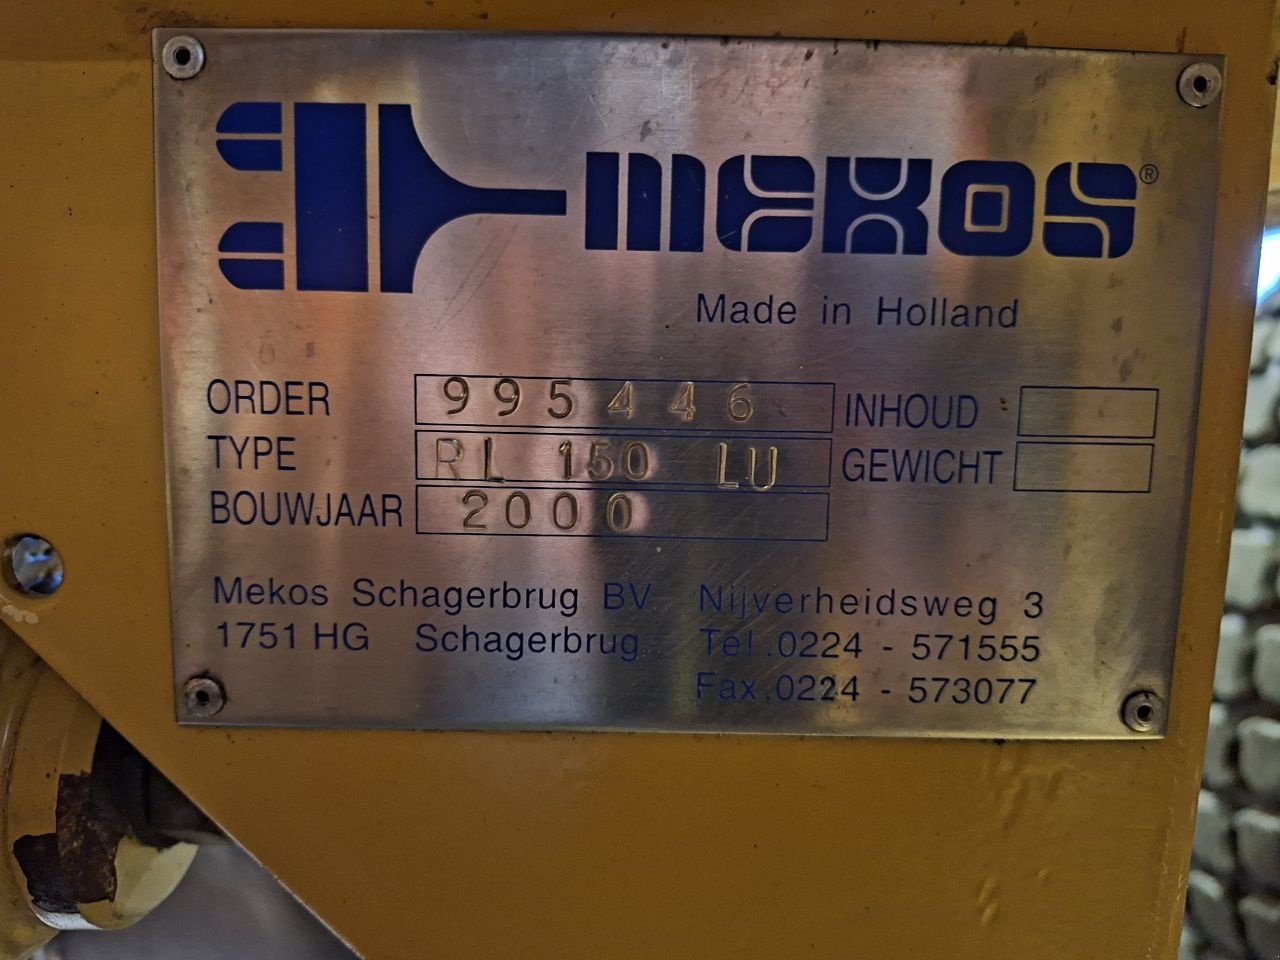 MEKOS®
Made in Holland
ORDER 995446 INHOUD
TYPE RL 150 LU GEWICHT
BOUWJAAR 2000
Mekos Schagerbrug BV Nijverheidsweg 3
1751 HG Schagerbrug Tel.0224 - 571555
Fax.0224 - 573077